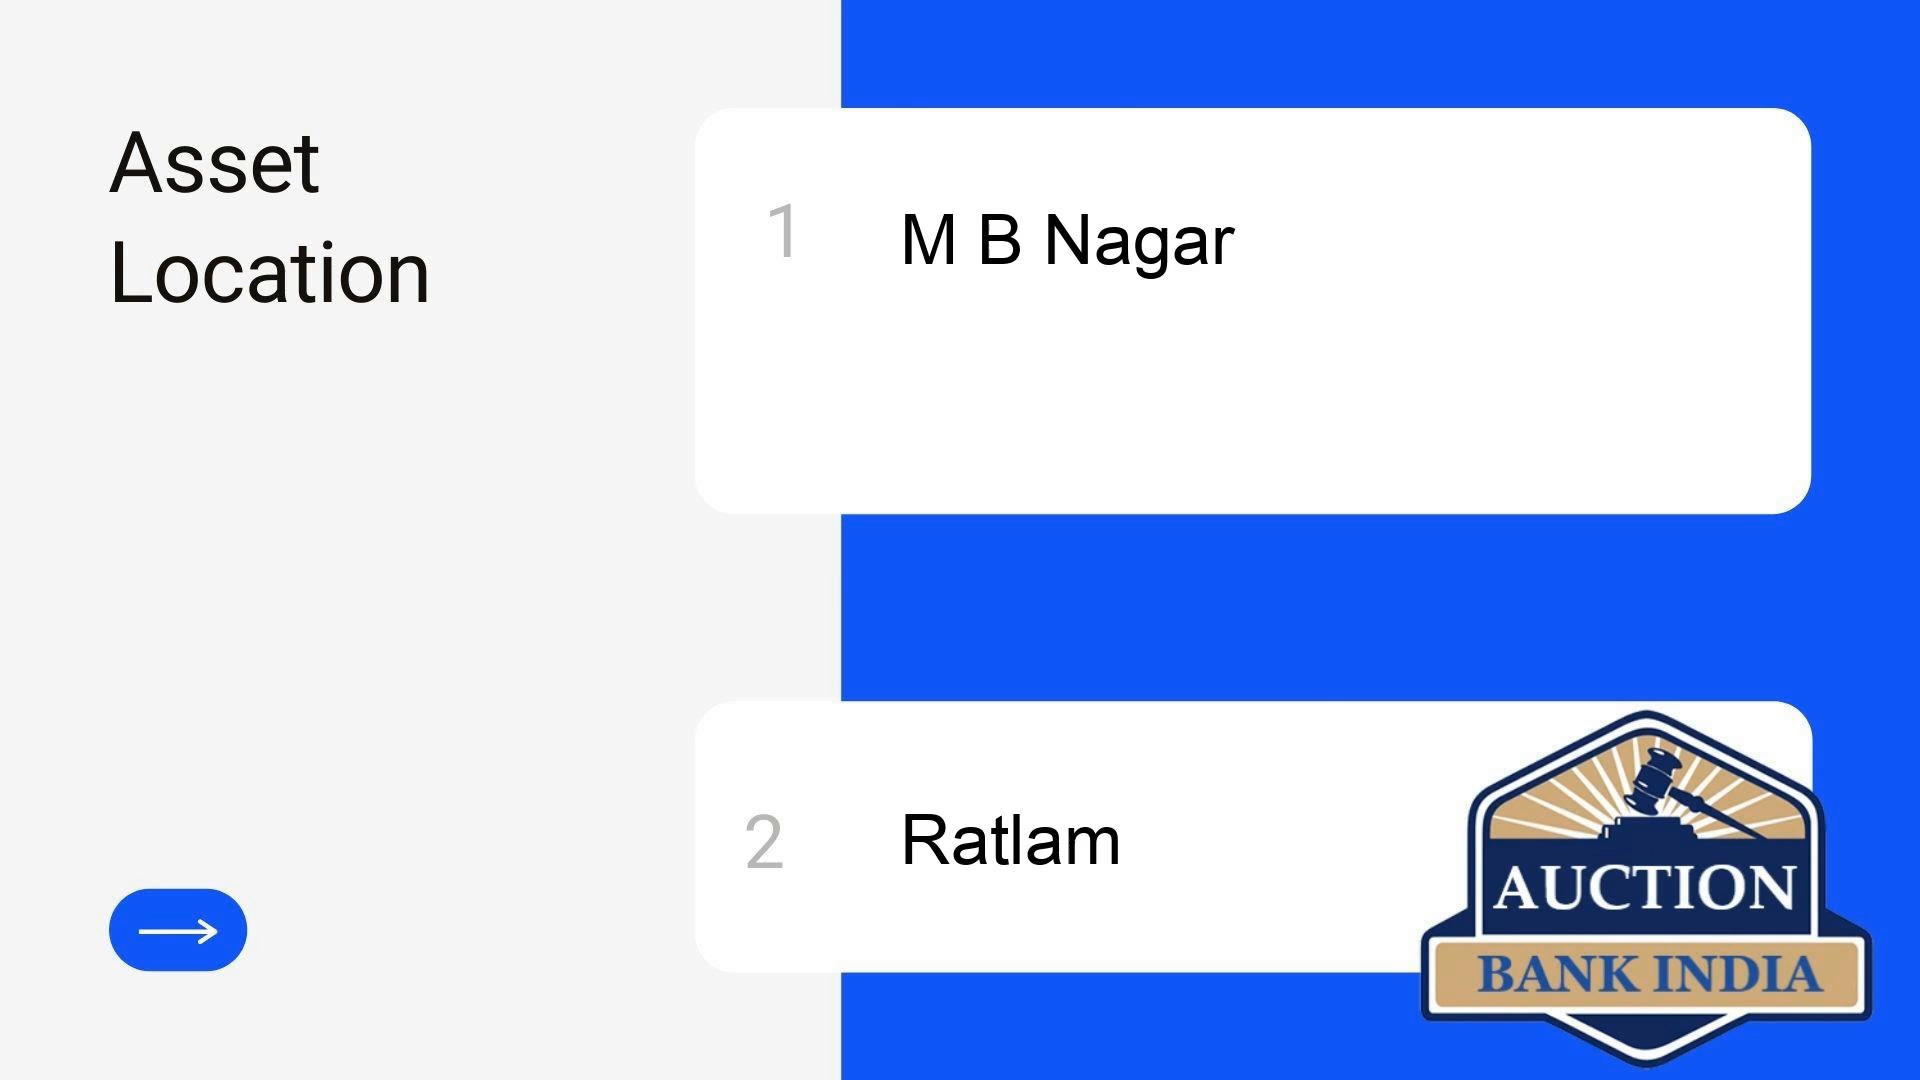 Asset
Location
1
M B Nagar
2
Ratlam
AUCTION
BANK INDIA